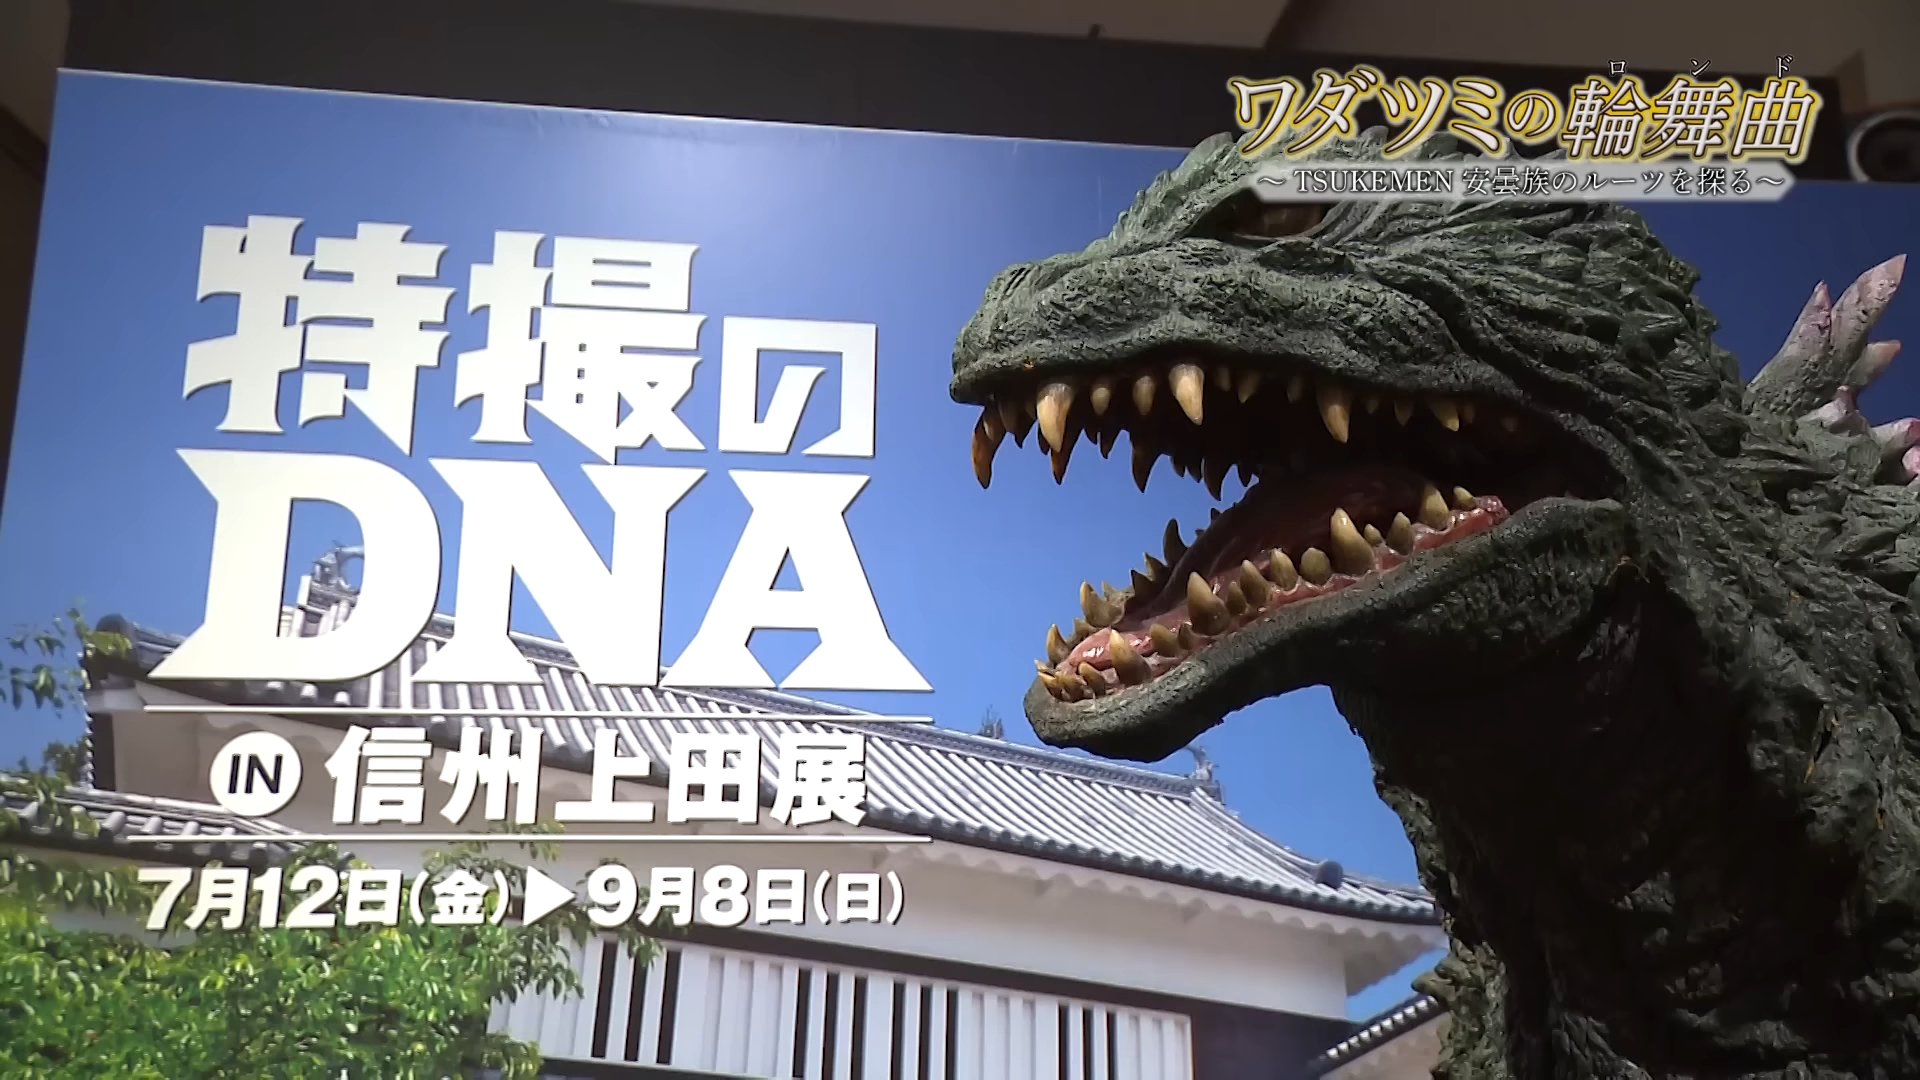 ロンド
ワダツミの輪舞曲
～TSUKEMEN 安曇族のルーツを探る～
特撮の
DNA
IN 信州上田展
7月12日(金)▶9月8日(日)